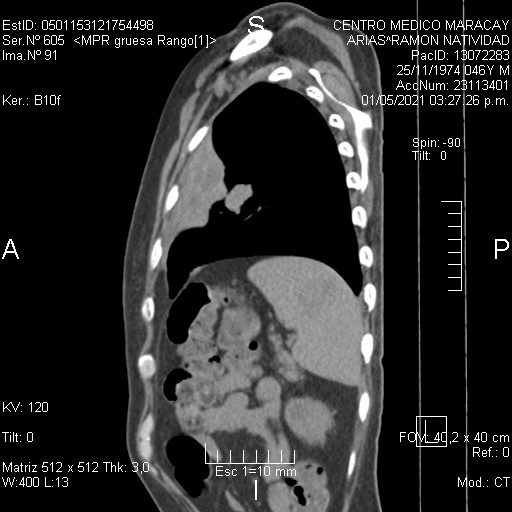 EstID: 0501153121754498
Ser.Nº 605 <MPR gruesa Rango[1]>
Ima.Nº 91
Ker.: B10f
S
CENTRO MEDICO MARACAY
ARIAS^RAMON NATIVIDAD
PacID: 13072283
25/11/1974 046Y M
AccNum: 23113401
01/05/2021 03:27:26 p.m.
Spin: -90
Tilt: 0
A
P
KV: 120
Tilt: 0
Matriz 512 x 512 Thk: 3,0
W:400 L:13
Esc 1=10 mm
I
FOV: 40,2 x 40 cm
Ref.: 0
Mod.: CT